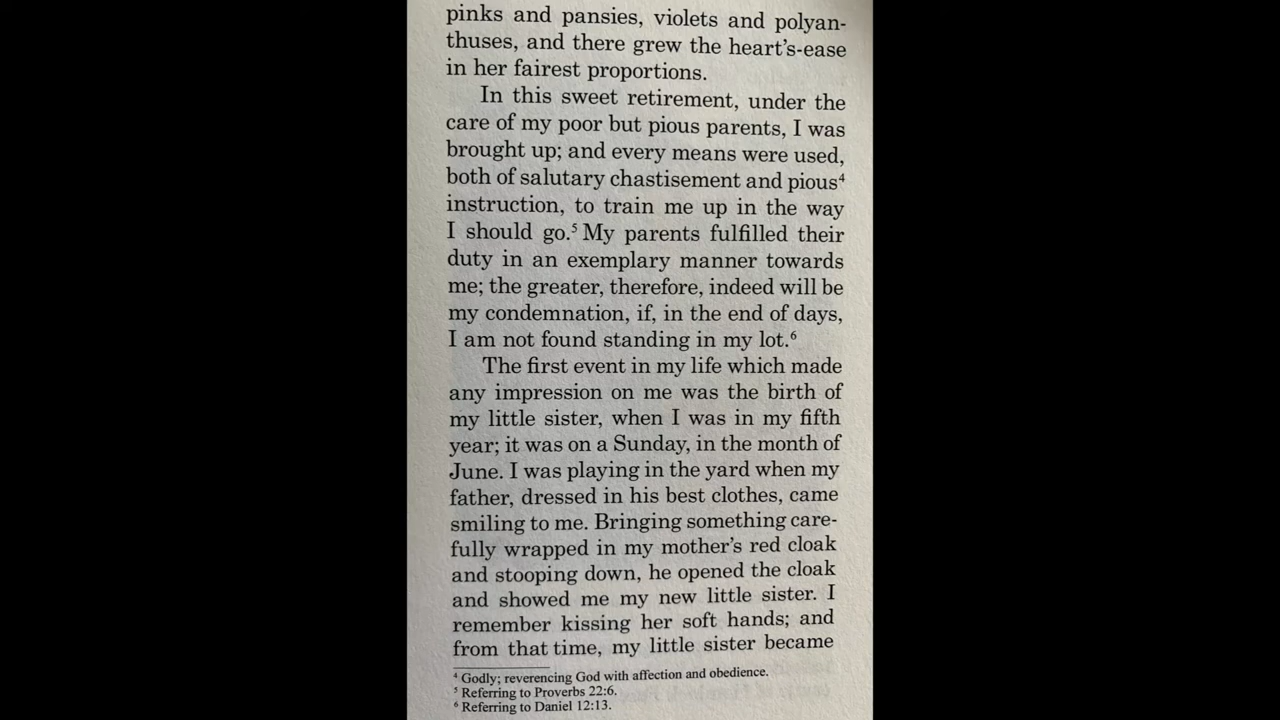 pinks and pansies, violets and polyan-
thuses, and there grew the heart's-ease
in her fairest proportions.
In this sweet retirement, under the
care of my poor but pious parents, I was
brought up; and every means were used,
both of salutary chastisement and pious⁴
instruction, to train me up in the way
I should go.⁵ My parents fulfilled their
duty in an exemplary manner towards
me; the greater, therefore, indeed will be
my condemnation, if, in the end of days,
I am not found standing in my lot.⁶
The first event in my life which made
any impression on me was the birth of
my little sister, when I was in my fifth
year; it was on a Sunday, in the month of
June. I was playing in the yard when my
father, dressed in his best clothes, came
smiling to me. Bringing something care-
fully wrapped in my mother's red cloak
and stooping down, he opened the cloak
and showed me my new little sister. I
remember kissing her soft hands; and
from that time, my little sister became
⁴ Godly; reverencing God with affection and obedience.
⁵ Referring to Proverbs 22:6.
⁶ Referring to Daniel 12:13.